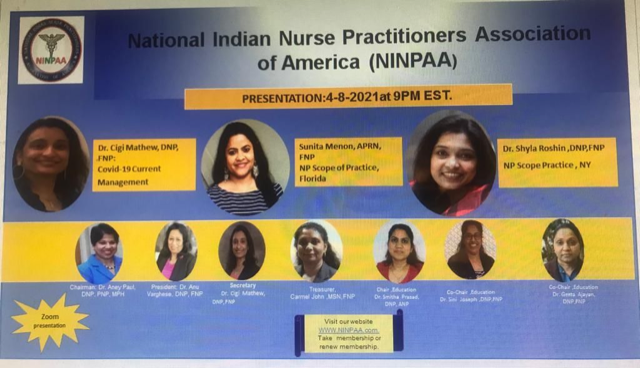 NINPAA
National Indian Nurse Practitioners Association
of America (NINPAA)
PRESENTATION:4-8-2021at 9PM EST.
Dr. Cigi Mathew, DNP,
.FNP:
Covid-19 Current
Management
Sunita Menon, APRN,
FNP
NP Scope of Practice,
Florida
Dr. Shyla Roshin ,DNP,FNP
NP Scope Practice , NY
Chairman: Dr. Aney Paul,
DNP, FNP, MPH
President: Dr. Anu
Varghese, DNP, FNP
Secretary
Dr. Cigi Mathew,
DNP,FNP
Treasurer,
Carmel John ,MSN,FNP
Chair ,Education
Dr. Smitha Prasad,
DNP, ANP
Co-Chair ,Education
Dr. Sini Joseph ,DNP,FNP
Co-Chair ,Education
Dr. Geeta Ajayan,
DNP,FNP
Zoom
presentation
Visit our website
WWW.NINPAA.com.
Take membership or
renew membership.